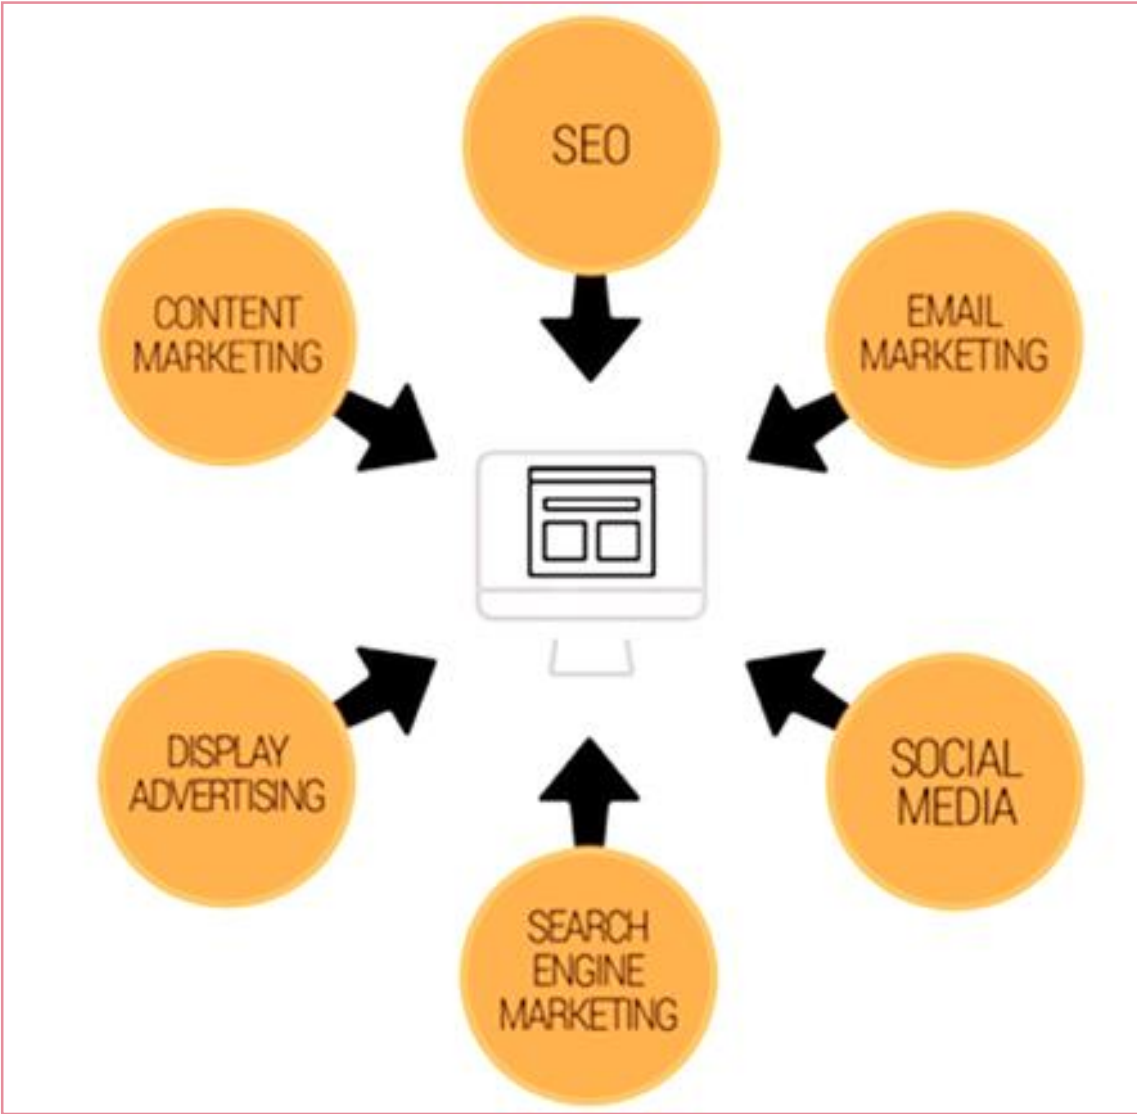 SEO
CONTENT
MARKETING
EMAIL
MARKETING
DISPLAY
ADVERTISING
SOCIAL
MEDIA
SEARCH
ENGINE
MARKETING